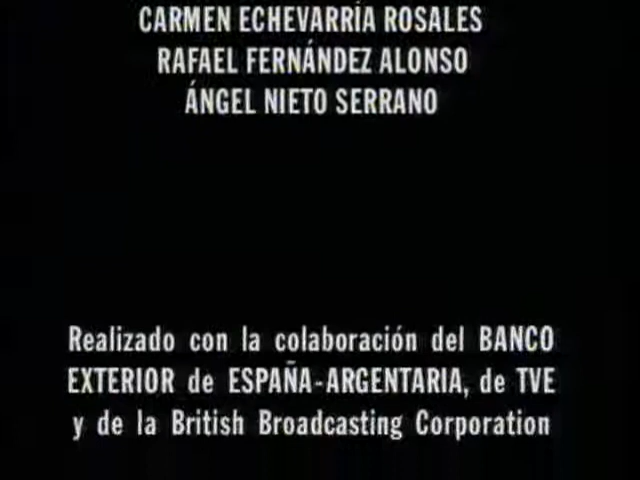 CARMEN ECHEVARRÍA ROSALES
RAFAEL FERNÁNDEZ ALONSO
ÁNGEL NIETO SERRANO
Realizado con la colaboración del BANCO
EXTERIOR de ESPAÑA-ARGENTARIA, de TVE
y de la British Broadcasting Corporation